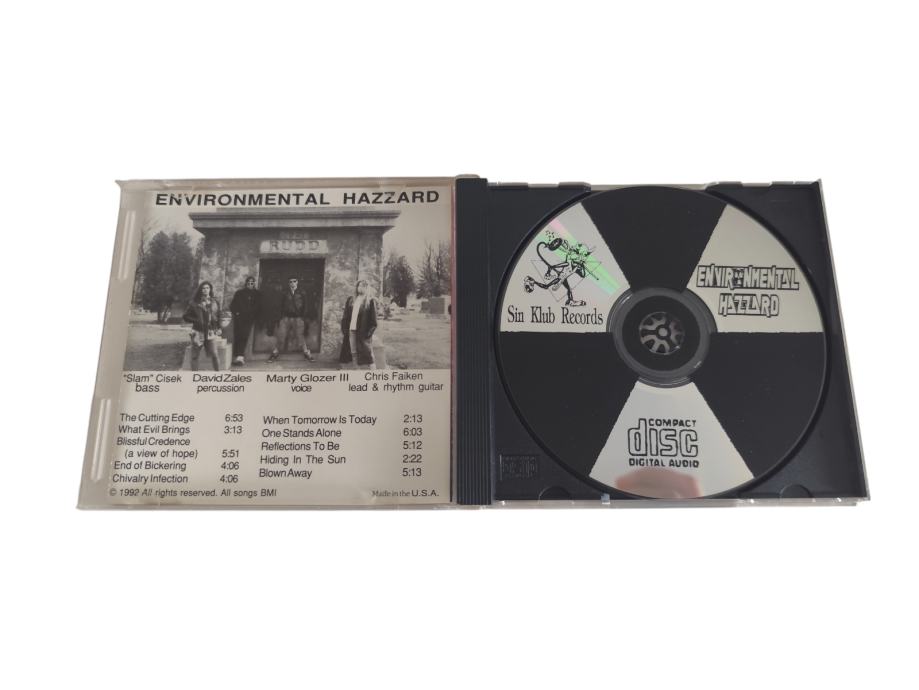 ENVIRONMENTAL HAZZARD
RUDD
"Slam" Cisek
bass
David Zales
percussion
Marty Glozer III
voice
Chris Faiken
lead & rhythm guitar
The Cutting Edge 6:53
What Evil Brings 3:13
Blissful Credence
(a view of hope) 5:51
End of Bickering 4:06
Chivalry Infection 4:06
When Tomorrow Is Today 2:13
One Stands Alone 6:03
Reflections To Be 5:12
Hiding In The Sun 2:22
Blown Away 5:13
© 1992 All rights reserved. All songs BMI
Made in the U.S.A.
Sin Klub Records
ENVIRONMENTAL
HAZZARD
COMPACT
disc
DIGITAL AUDIO